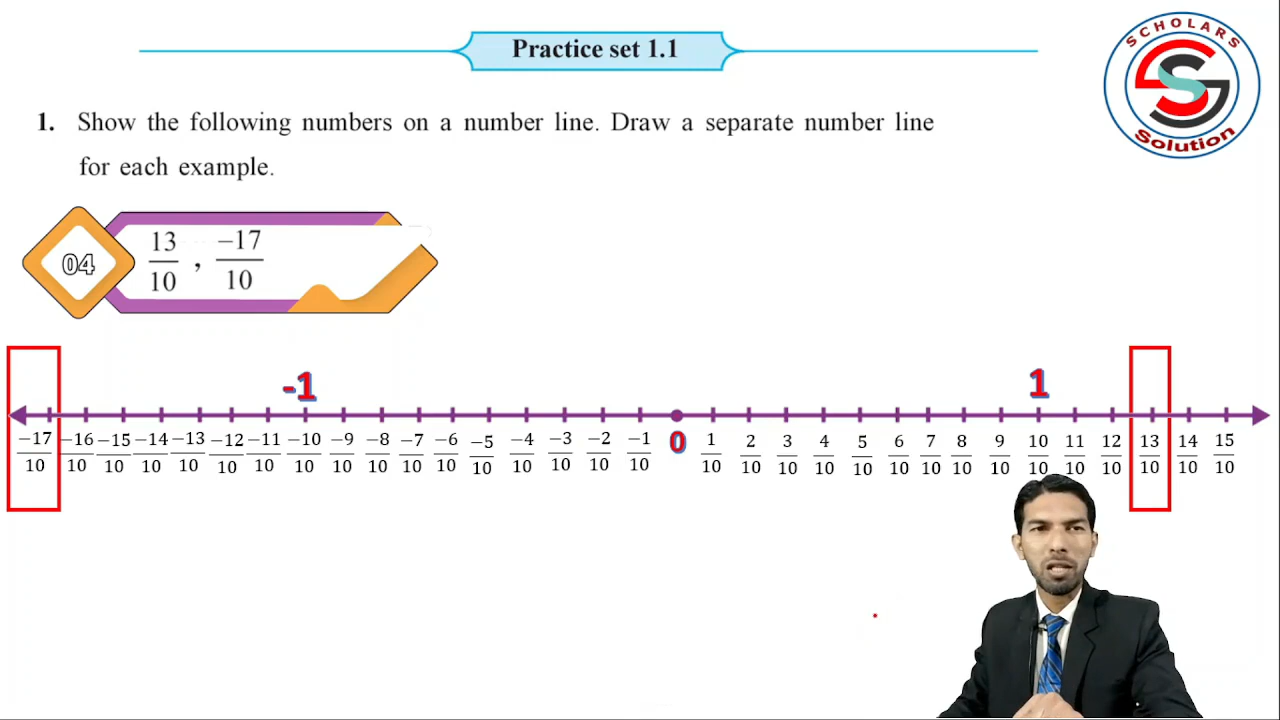 Practice set 1.1
SCHOLARS
Solution
1. Show the following numbers on a number line. Draw a separate number line
for each example.
04
13/10 , −17/10
-1 1
−17/10 −16/10 −15/10 −14/10 −13/10 −12/10 −11/10 −10/10 −9/10 −8/10 −7/10 −6/10 −5/10 −4/10 −3/10 −2/10 −1/10 0 1/10 2/10 3/10 4/10 5/10 6/10 7/10 8/10 9/10 10/10 11/10 12/10 13/10 14/10 15/10